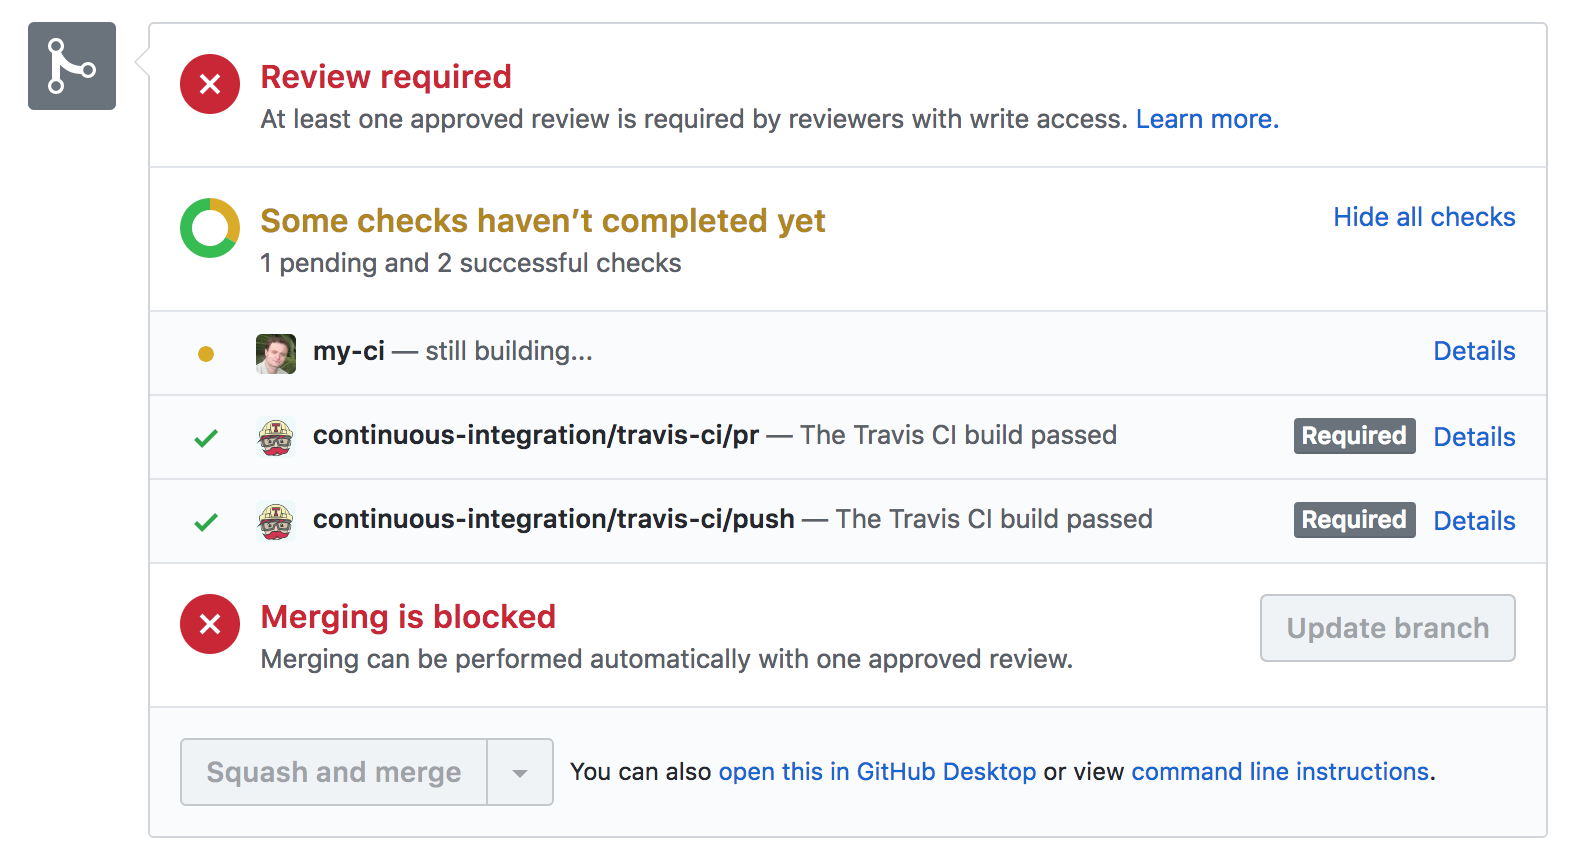 Review required
At least one approved review is required by reviewers with write access. Learn more.
Some checks haven’t completed yet
Hide all checks
1 pending and 2 successful checks
my-ci — still building...
Details
continuous-integration/travis-ci/pr — The Travis CI build passed
Required
Details
continuous-integration/travis-ci/push — The Travis CI build passed
Required
Details
Merging is blocked
Merging can be performed automatically with one approved review.
Update branch
Squash and merge
You can also open this in GitHub Desktop or view command line instructions.